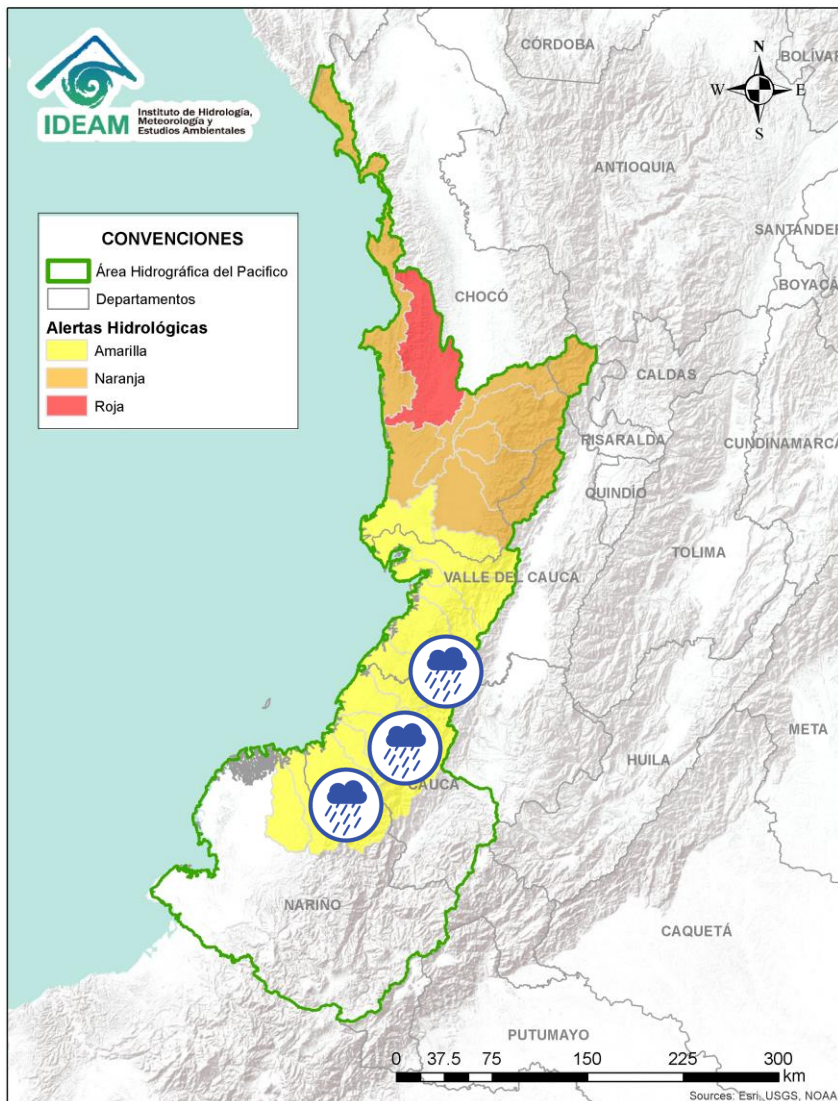 IDEAM
Instituto de Hidrología,
Meteorología y
Estudios Ambientales
CÓRDOBA
BOLÍVAR
N
W
E
S
ANTIOQUIA
SANTANDER
BOYACÁ
CONVENCIONES
Área Hidrográfica del Pacifico
Departamentos
Alertas Hidrológicas
Amarilla
Naranja
Roja
CHOCÓ
CALDAS
RISARALDA
CUNDINAMARCA
QUINDÍO
TOLIMA
VALLE DEL CAUCA
META
HUILA
CAUCA
NARIÑO
CAQUETÁ
PUTUMAYO
0 37.5 75 150 225 300
km
Sources: Esri, USGS, NOAA